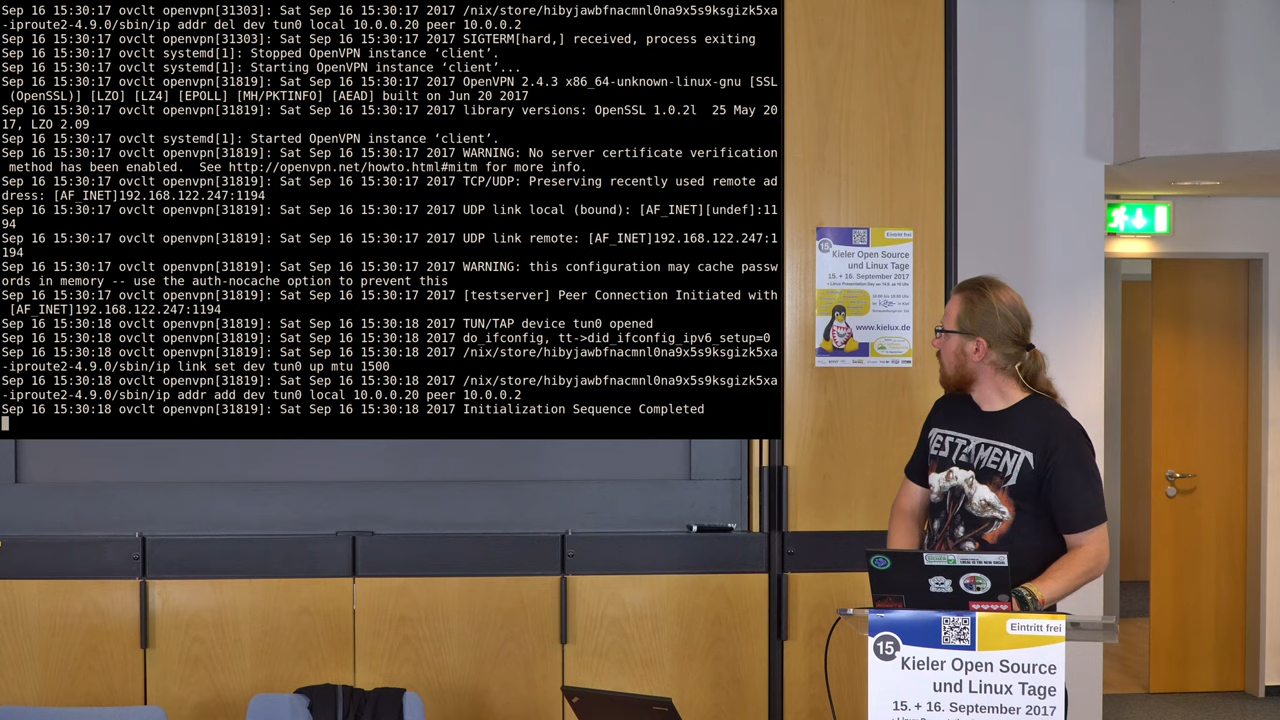 Sep 16 15:30:17 ovclt openvpn[31303]: Sat Sep 16 15:30:17 2017 /nix/store/hibyjawbfnacmnl0na9x5s9ksgizk5xa
-iproute2-4.9.0/sbin/ip addr del dev tun0 local 10.0.0.20 peer 10.0.0.2
Sep 16 15:30:17 ovclt openvpn[31303]: Sat Sep 16 15:30:17 2017 SIGTERM[hard,] received, process exiting
Sep 16 15:30:17 ovclt systemd[1]: Stopped OpenVPN instance ‘client’.
Sep 16 15:30:17 ovclt systemd[1]: Starting OpenVPN instance ‘client’...
Sep 16 15:30:17 ovclt openvpn[31819]: Sat Sep 16 15:30:17 2017 OpenVPN 2.4.3 x86_64-unknown-linux-gnu [SSL
(OpenSSL)] [LZO] [LZ4] [EPOLL] [MH/PKTINFO] [AEAD] built on Jun 20 2017
Sep 16 15:30:17 ovclt openvpn[31819]: Sat Sep 16 15:30:17 2017 library versions: OpenSSL 1.0.2l  25 May 20
17, LZO 2.09
Sep 16 15:30:17 ovclt systemd[1]: Started OpenVPN instance ‘client’.
Sep 16 15:30:17 ovclt openvpn[31819]: Sat Sep 16 15:30:17 2017 WARNING: No server certificate verification
method has been enabled.  See http://openvpn.net/howto.html#mitm for more info.
Sep 16 15:30:17 ovclt openvpn[31819]: Sat Sep 16 15:30:17 2017 TCP/UDP: Preserving recently used remote ad
dress: [AF_INET]192.168.122.247:1194
Sep 16 15:30:17 ovclt openvpn[31819]: Sat Sep 16 15:30:17 2017 UDP link local (bound): [AF_INET][undef]:11
94
Sep 16 15:30:17 ovclt openvpn[31819]: Sat Sep 16 15:30:17 2017 UDP link remote: [AF_INET]192.168.122.247:1
194
Sep 16 15:30:17 ovclt openvpn[31819]: Sat Sep 16 15:30:17 2017 WARNING: this configuration may cache passw
ords in memory -- use the auth-nocache option to prevent this
Sep 16 15:30:17 ovclt openvpn[31819]: Sat Sep 16 15:30:17 2017 [testserver] Peer Connection Initiated with
[AF_INET]192.168.122.247:1194
Sep 16 15:30:18 ovclt openvpn[31819]: Sat Sep 16 15:30:18 2017 TUN/TAP device tun0 opened
Sep 16 15:30:18 ovclt openvpn[31819]: Sat Sep 16 15:30:18 2017 do_ifconfig, tt->did_ifconfig_ipv6_setup=0
Sep 16 15:30:18 ovclt openvpn[31819]: Sat Sep 16 15:30:18 2017 /nix/store/hibyjawbfnacmnl0na9x5s9ksgizk5xa
-iproute2-4.9.0/sbin/ip link set dev tun0 up mtu 1500
Sep 16 15:30:18 ovclt openvpn[31819]: Sat Sep 16 15:30:18 2017 /nix/store/hibyjawbfnacmnl0na9x5s9ksgizk5xa
-iproute2-4.9.0/sbin/ip addr add dev tun0 local 10.0.0.20 peer 10.0.0.2
Sep 16 15:30:18 ovclt openvpn[31819]: Sat Sep 16 15:30:18 2017 Initialization Sequence Completed
Eintritt frei
15.
Kieler Open Source
und Linux Tage
15. + 16. September 2017
www.kielux.de
TESTAMENT
Eintritt frei
15.
Kieler Open Source
und Linux Tage
15. + 16. September 2017